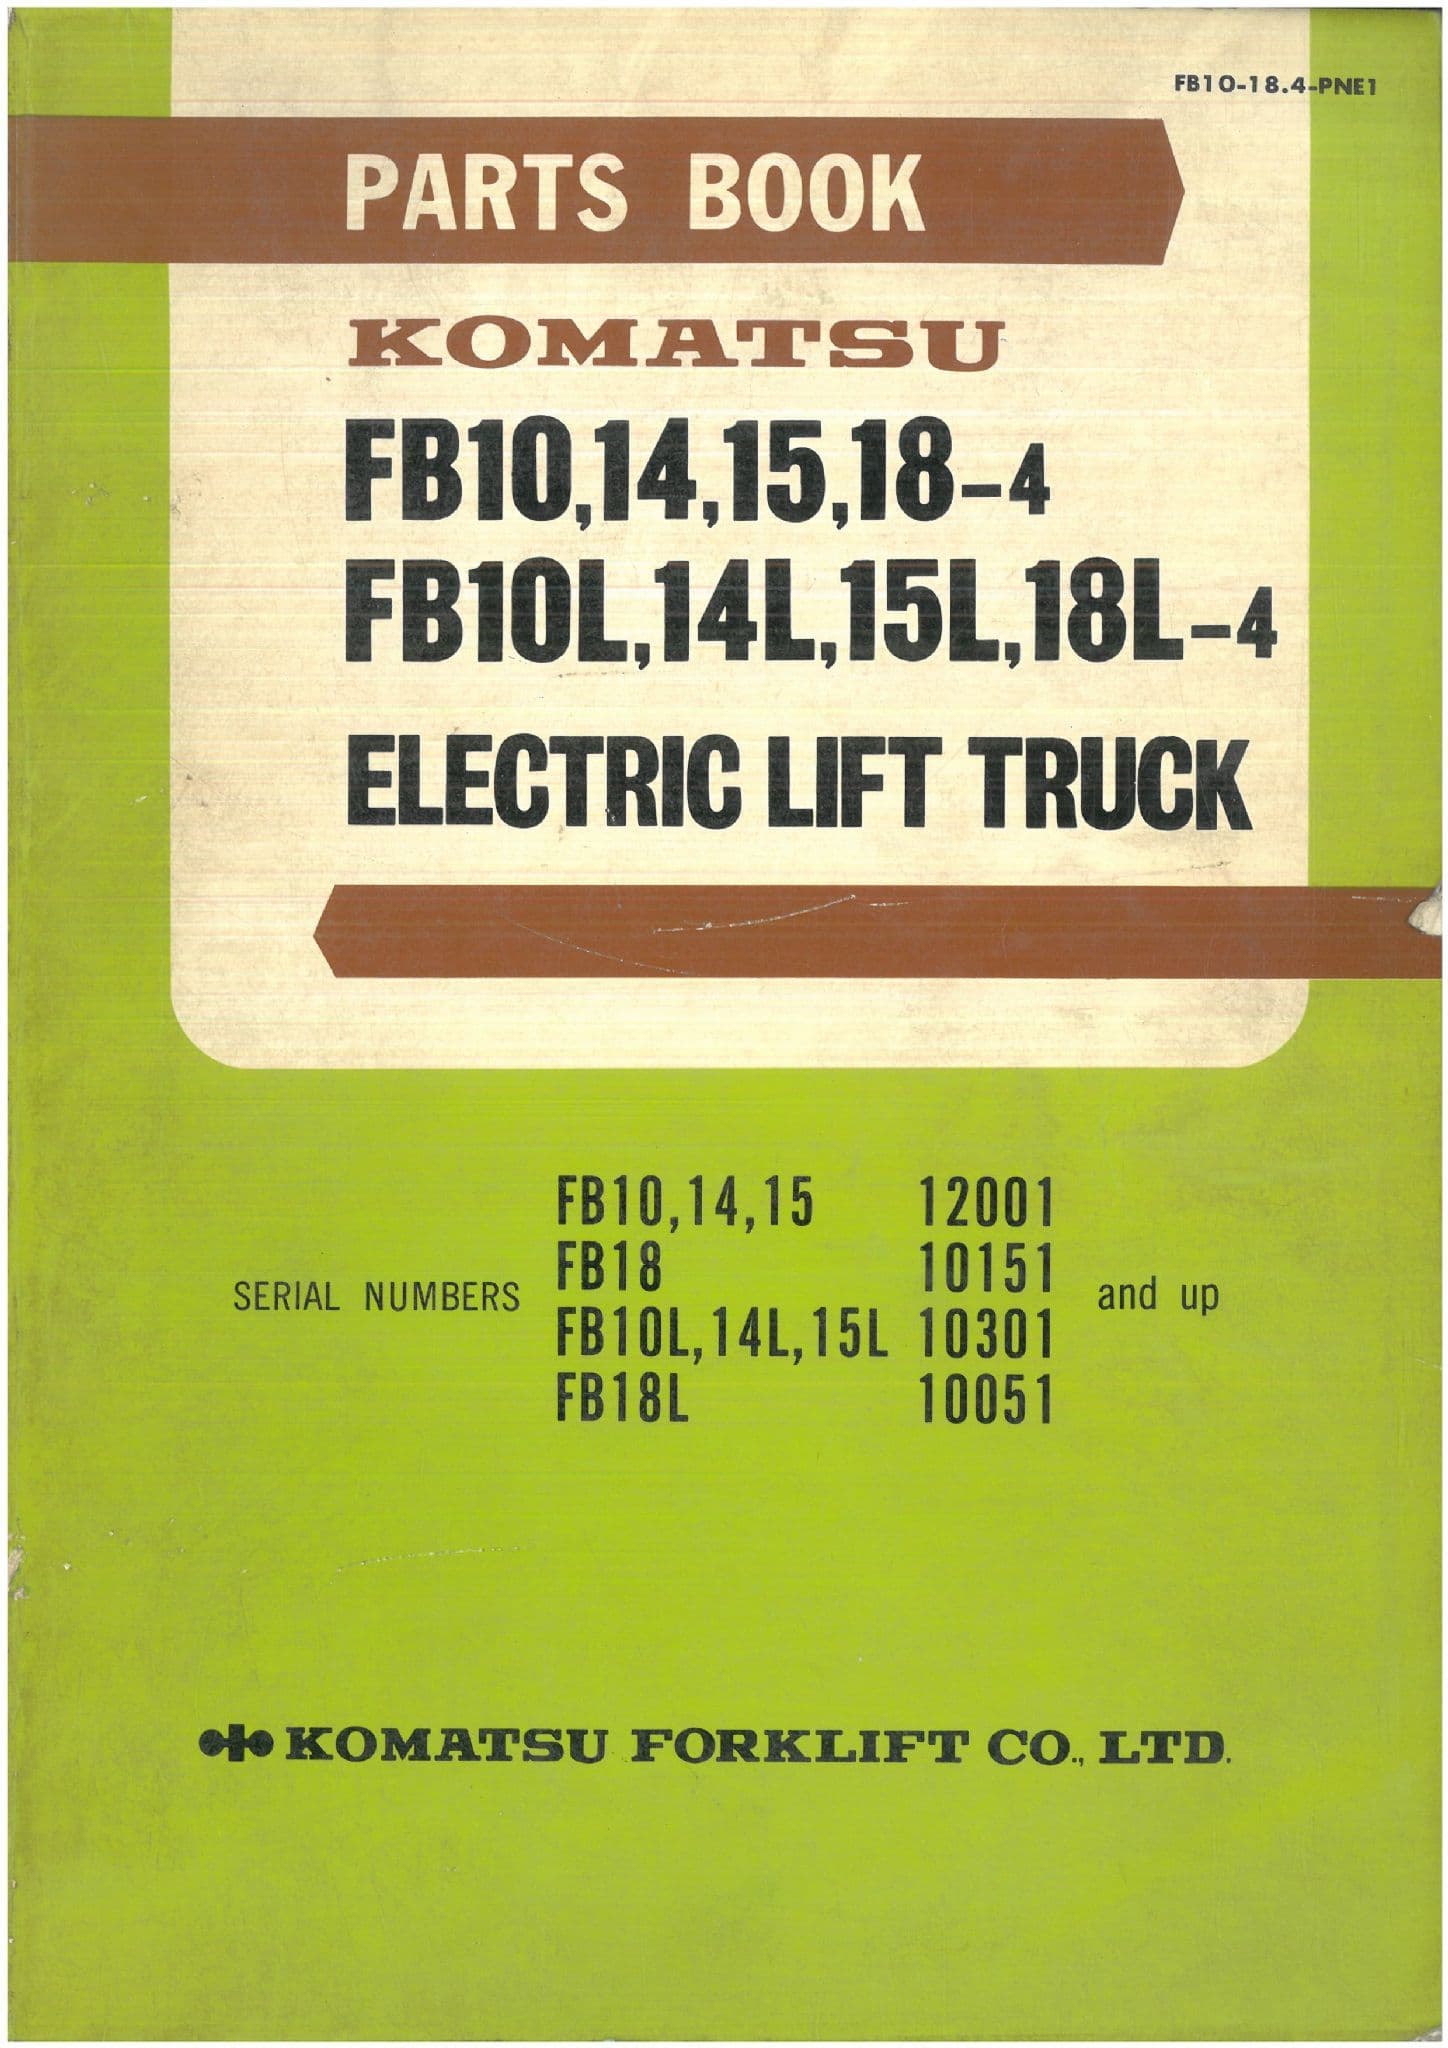 FB10-18.4-PNE1
PARTS BOOK
KOMATSU
FB10,14,15,18-4
FB10L,14L,15L,18L-4
ELECTRIC LIFT TRUCK
FB10,14,15 12001
FB18 10151
SERIAL NUMBERS and up
FB10L,14L,15L 10301
FB18L 10051
KOMATSU FORKLIFT CO., LTD.